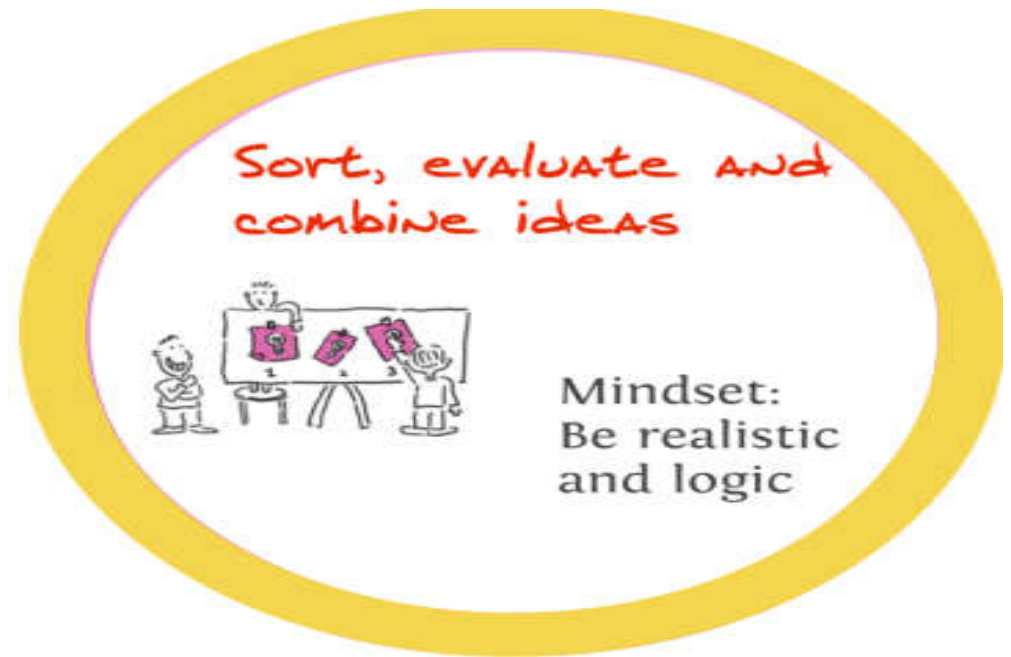 Sort, evaluate and
combine ideas
Mindset:
Be realistic
and logic